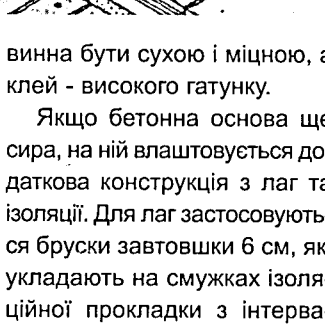 винна бути сухою і міцною, а
клей - високого гатунку.
Якщо бетонна основа ще
сира, на ній влаштовується до-
даткова конструкція з лаг та
ізоляції. Для лаг застосовують-
ся бруски завтовшки 6 см, як
укладають на смужках ізоля-
ційної прокладки з інтерва-